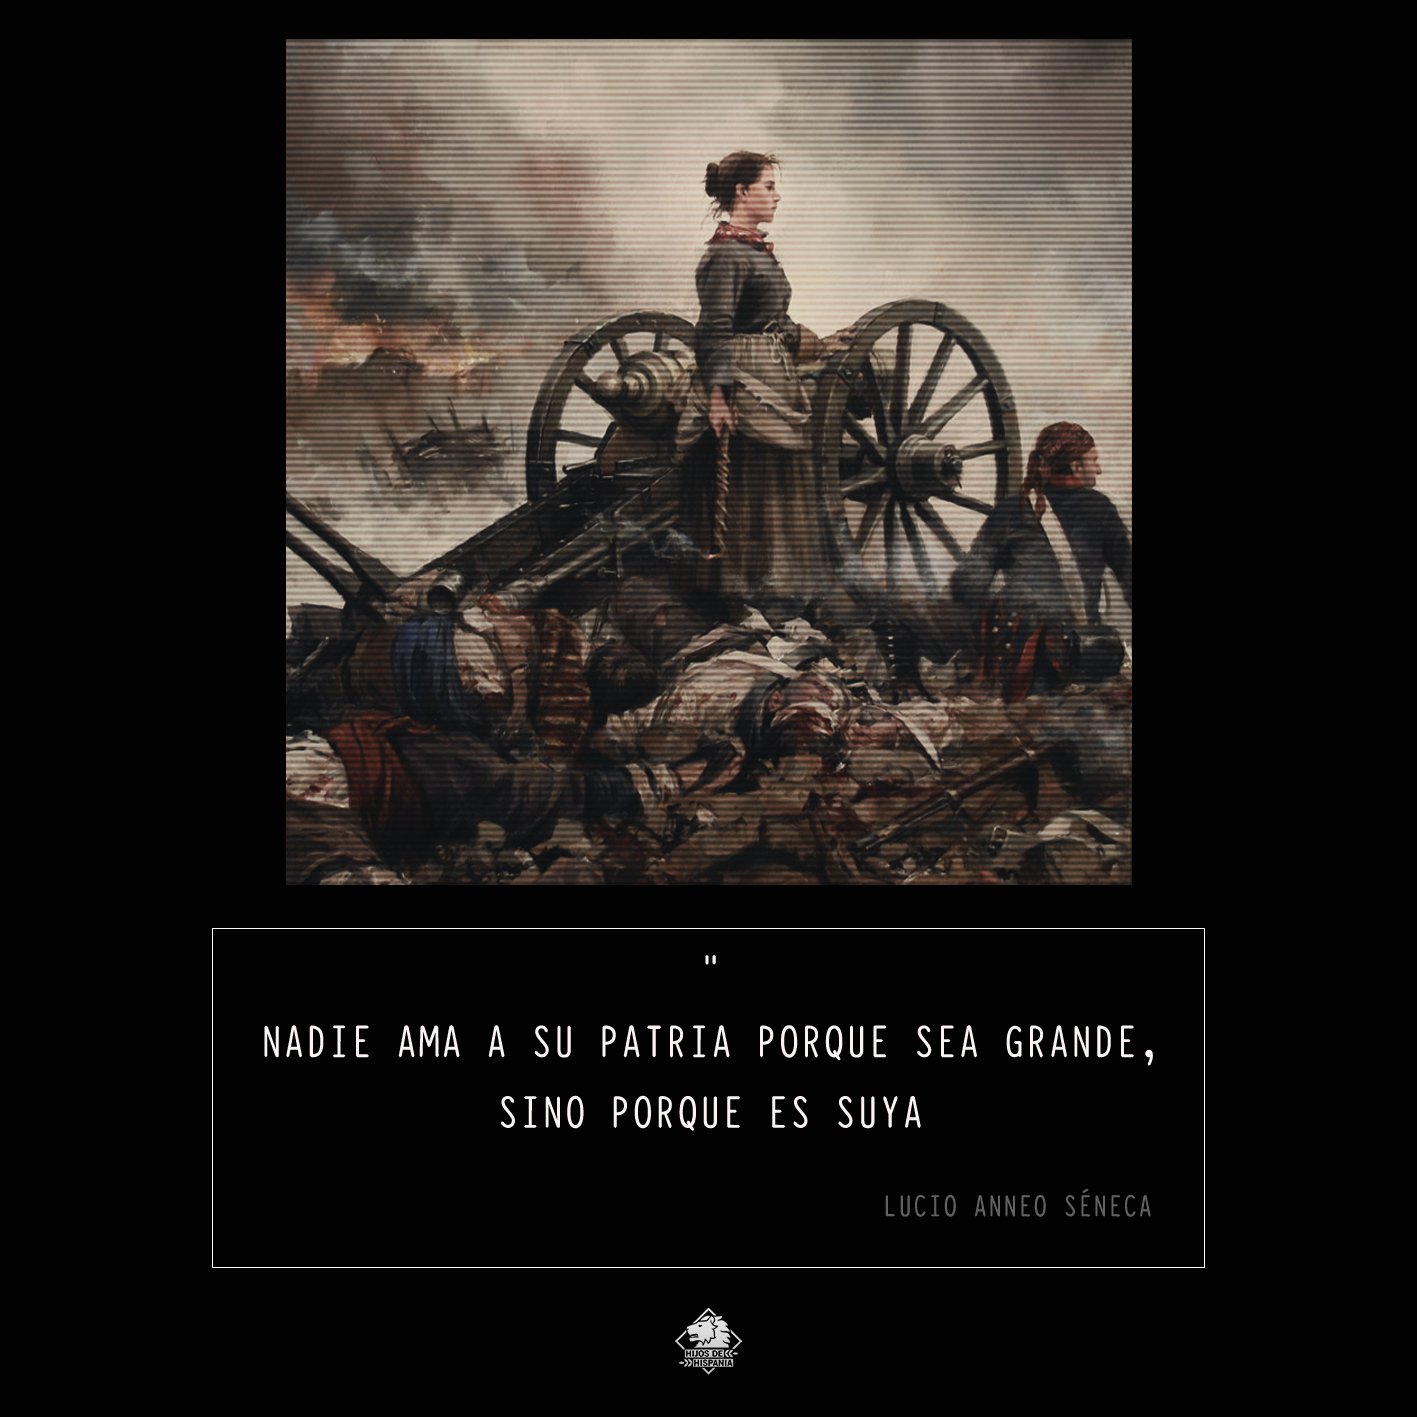 "
NADIE AMA A SU PATRIA PORQUE SEA GRANDE,
SINO PORQUE ES SUYA
LUCIO ANNEO SÉNECA
HIJOS DE
HISPANIA